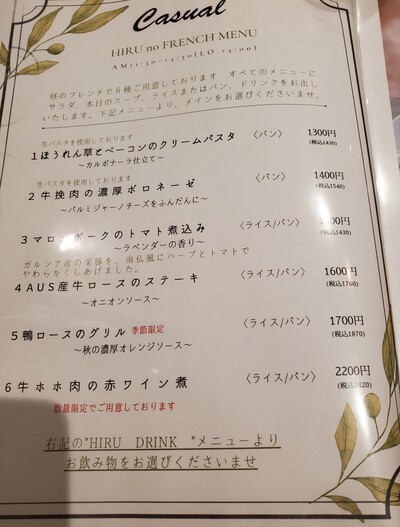 Casual
HIRU no FRENCH MENU
AM11:30-14:30(LO.14:00)
昼のフレンチで6種ご用意しております すべてのメニューに
サラダ、本日のスープ、ライスまたはパン、ドリンクをお出し
いたします。下記メニューより、メインをお選びくださいませ。
生パスタを使用しております
1ほうれん草とベーコンのクリームパスタ 〈パン〉 1300円
～カルボナーラ仕立て～ (税込1430)
生パスタを使用しております
2牛挽肉の濃厚ボロネーゼ 〈パン〉 1400円
～パルミジャーノチーズをふんだんに～ (税込1540)
3マロ ポークのトマト煮込み 〈ライス/パン〉 00円
～ラベンダーの香り～ (税込1430)
ガルシア産の栗豚を、南仏風にハーブとトマトで
やわらかくしあげました。
4AUS産牛ロースのステーキ 〈ライス/パン〉 1600円
～オニオンソース～ (税込1760)
5鴨ロースのグリル 季節限定 〈ライス/パン〉 1700円
～秋の濃厚オレンジソース～ (税込1870)
6牛ホホ肉の赤ワイン煮 〈ライス/パン〉 2200円
数量限定でご用意しております (税込2420)
右記の"HIRU DRINK "メニューより
お飲み物をお選びくださいませ